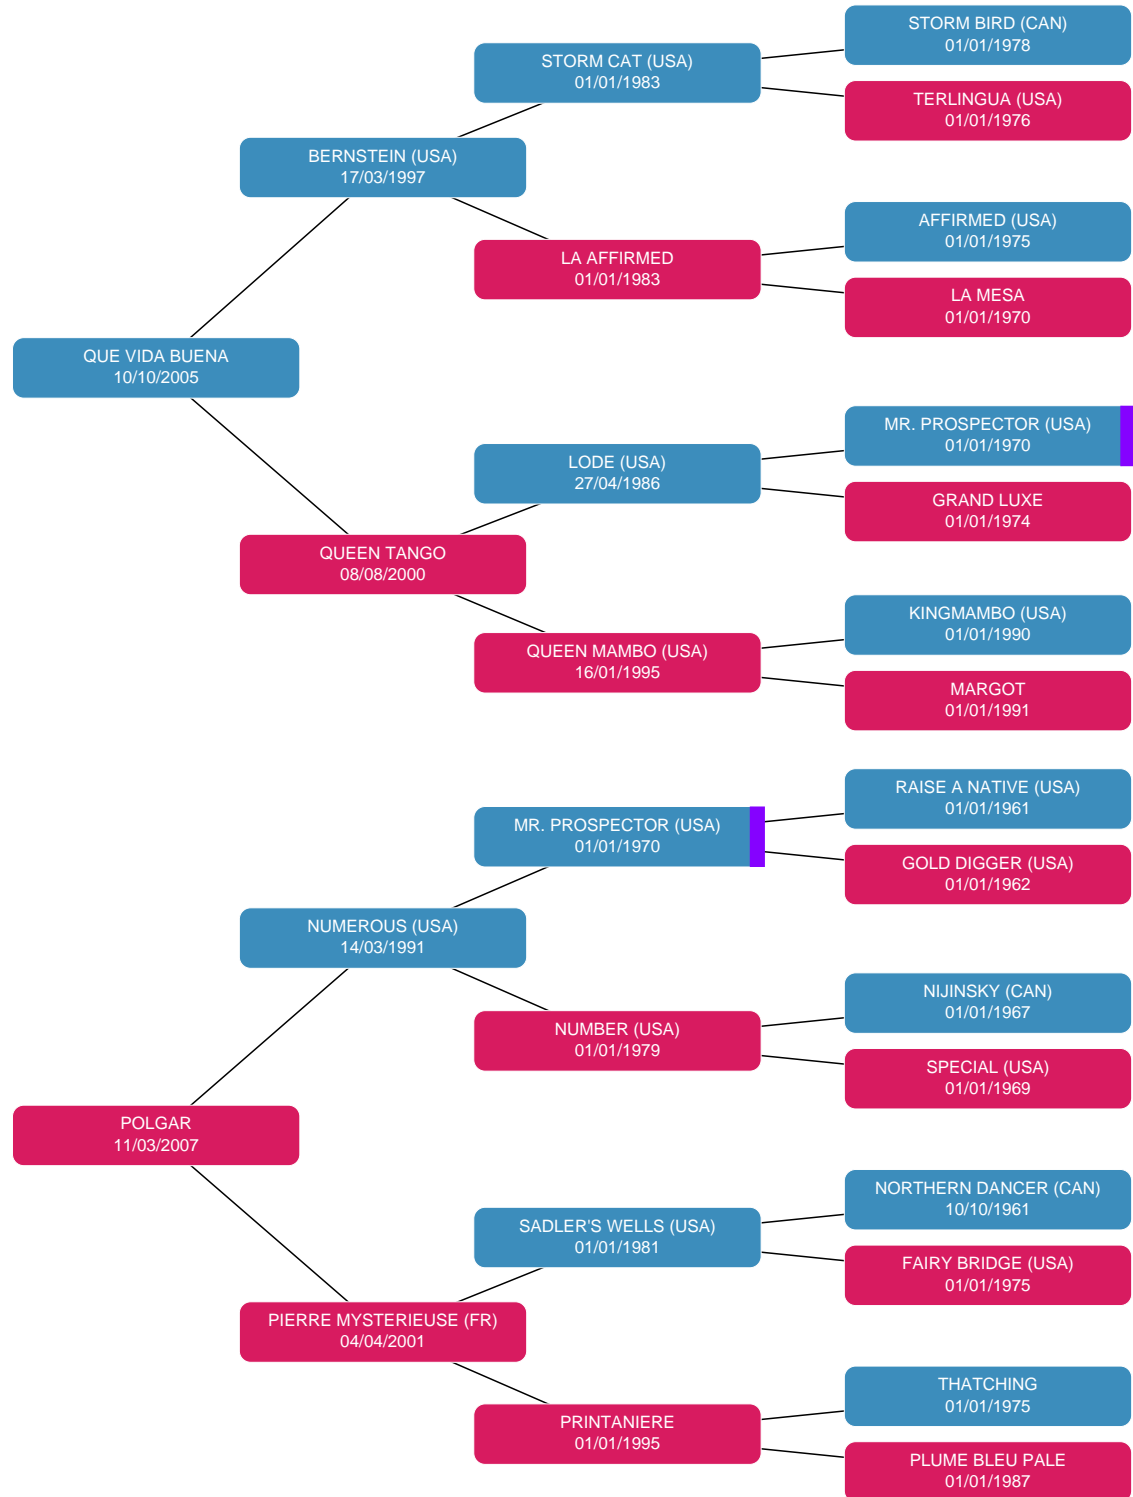 STORM BIRD (CAN)
01/01/1978
STORM CAT (USA)
01/01/1983
TERLINGUA (USA)
01/01/1976
BERNSTEIN (USA)
17/03/1997
AFFIRMED (USA)
01/01/1975
LA AFFIRMED
01/01/1983
LA MESA
01/01/1970
QUE VIDA BUENA
10/10/2005
MR. PROSPECTOR (USA)
01/01/1970
LODE (USA)
27/04/1986
GRAND LUXE
01/01/1974
QUEEN TANGO
08/08/2000
KINGMAMBO (USA)
01/01/1990
QUEEN MAMBO (USA)
16/01/1995
MARGOT
01/01/1991
RAISE A NATIVE (USA)
01/01/1961
MR. PROSPECTOR (USA)
01/01/1970
GOLD DIGGER (USA)
01/01/1962
NUMEROUS (USA)
14/03/1991
NIJINSKY (CAN)
01/01/1967
NUMBER (USA)
01/01/1979
SPECIAL (USA)
01/01/1969
POLGAR
11/03/2007
NORTHERN DANCER (CAN)
10/10/1961
SADLER'S WELLS (USA)
01/01/1981
FAIRY BRIDGE (USA)
01/01/1975
PIERRE MYSTERIEUSE (FR)
04/04/2001
THATCHING
01/01/1975
PRINTANIERE
01/01/1995
PLUME BLEU PALE
01/01/1987